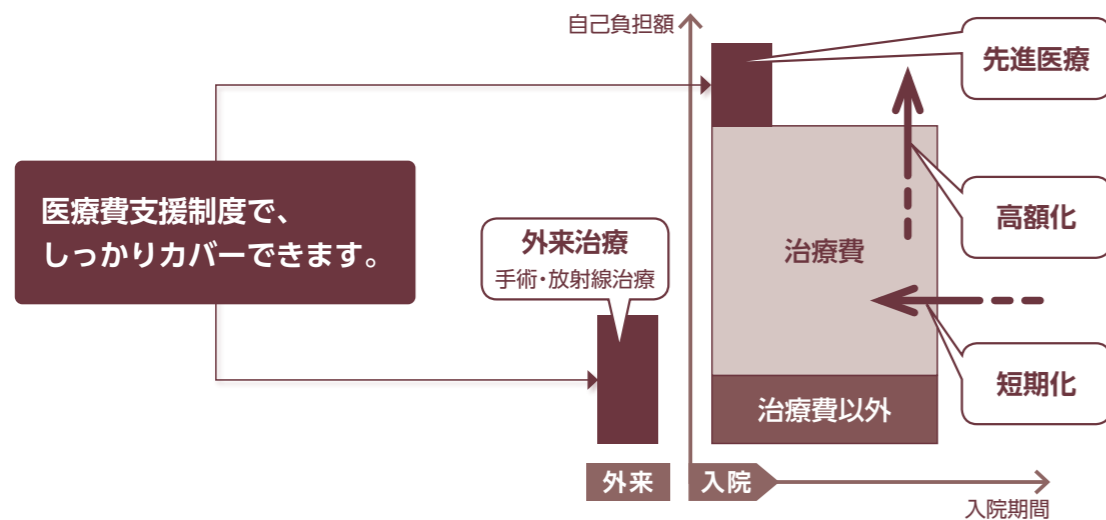 自己負担額
先進医療
医療費支援制度で、
しっかりカバーできます。
外来治療
手術・放射線治療
高額化
治療費
短期化
治療費以外
外来
入院
入院期間